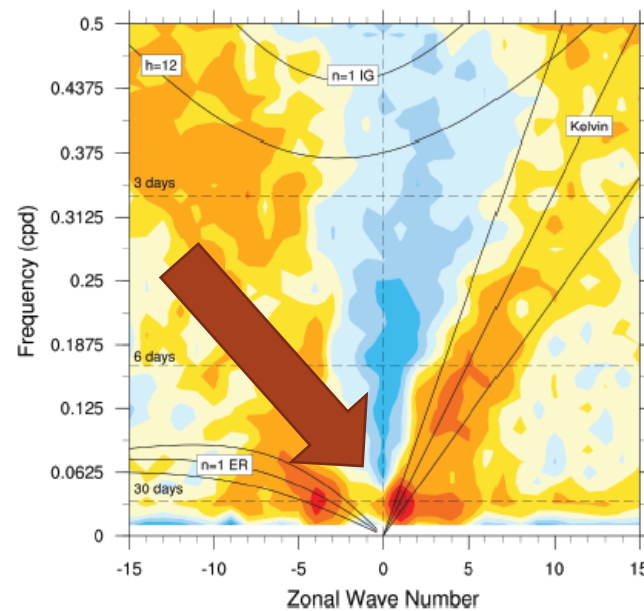 0.5
h=12
n=1 IG
0.4375
Kelvin
0.375
3 days
0.3125
Frequency (cpd)
0.25
0.1875
6 days
0.125
n=1 ER
0.0625
30 days
0
-15 -10 -5 0 5 10 15
Zonal Wave Number